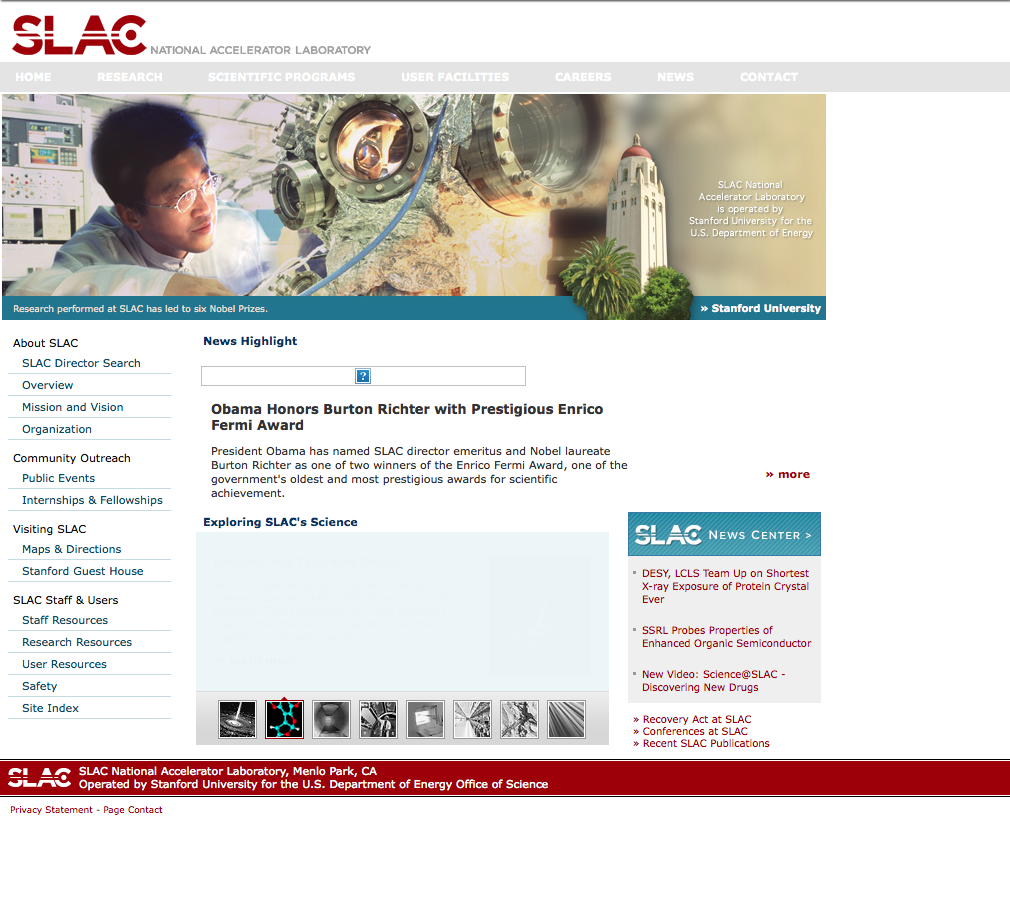 SLAC NATIONAL ACCELERATOR LABORATORY
HOME RESEARCH SCIENTIFIC PROGRAMS USER FACILITIES CAREERS NEWS CONTACT
SLAC National
Accelerator Laboratory
is operated by
Stanford University for the
U.S. Department of Energy
Research performed at SLAC has led to six Nobel Prizes.
» Stanford University
About SLAC
SLAC Director Search
Overview
Mission and Vision
Organization
Community Outreach
Public Events
Internships & Fellowships
Visiting SLAC
Maps & Directions
Stanford Guest House
SLAC Staff & Users
Staff Resources
Research Resources
User Resources
Safety
Site Index
News Highlight
?
Obama Honors Burton Richter with Prestigious Enrico
Fermi Award
President Obama has named SLAC director emeritus and Nobel laureate
Burton Richter as one of two winners of the Enrico Fermi Award, one of the
government's oldest and most prestigious awards for scientific
achievement.
» more
Exploring SLAC's Science
SLAC NEWS CENTER >
DESY, LCLS Team Up on Shortest
X-ray Exposure of Protein Crystal
Ever
SSRL Probes Properties of
Enhanced Organic Semiconductor
New Video: Science@SLAC -
Discovering New Drugs
» Recovery Act at SLAC
» Conferences at SLAC
» Recent SLAC Publications
SLAC
SLAC National Accelerator Laboratory, Menlo Park, CA
Operated by Stanford University for the U.S. Department of Energy Office of Science
Privacy Statement - Page Contact